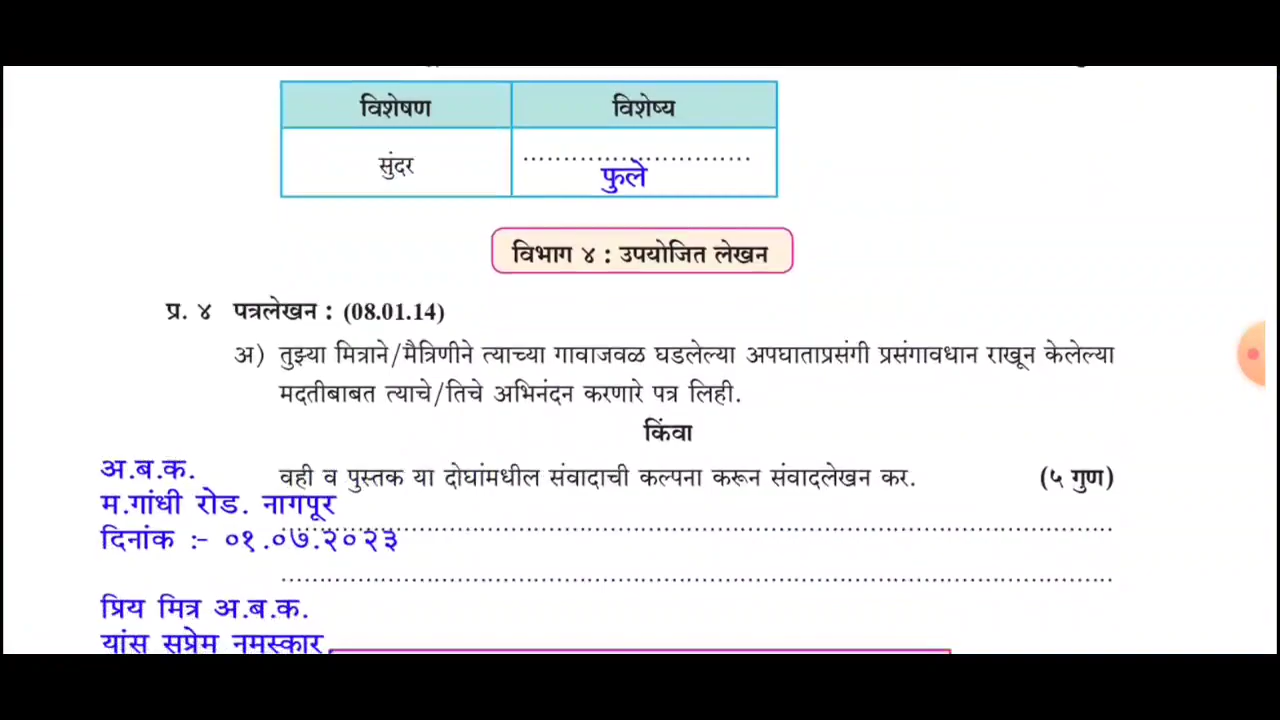 विशेषण विशेष्य
सुंदर ............................
फुले
विभाग ४ : उपयोजित लेखन
प्र. ४ पत्रलेखन : (08.01.14)
अ) तुझ्या मित्राने/मैत्रिणीने त्याच्या गावाजवळ घडलेल्या अपघाताप्रसंगी प्रसंगावधान राखून केलेल्या
मदतीबाबत त्याचे/तिचे अभिनंदन करणारे पत्र लिही.
किंवा
वही व पुस्तक या दोघांमधील संवादाची कल्पना करून संवादलेखन कर. (५ गुण)
अ.ब.क.
म.गांधी रोड. नागपूर
दिनांक :- ०१.०७.२०२३
प्रिय मित्र अ.ब.क.
यांस सप्रेम नमस्कार